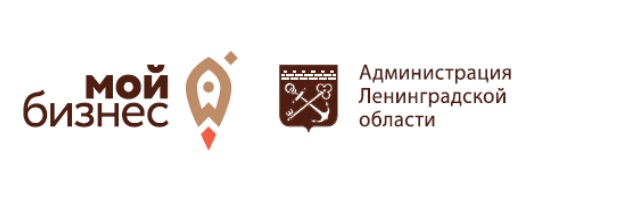 мой
бизнес
Администрация
Ленинградской
области